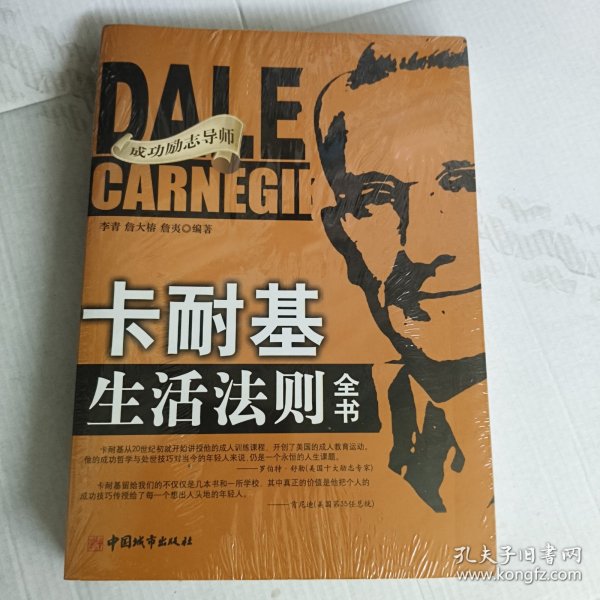 DALE
成功励志导师
CARNEGIE
李青 詹大椿 詹夷◎编著
卡耐基
生活法则全书
卡耐基从20世纪初就开始讲授他的成人训练课程，开创了美国的成人教育运动。
他的成功哲学与处世技巧对当今的年轻人来说，仍是一个永恒的人生课题。
——罗伯特·舒勒(美国十大励志专家)
卡耐基留给我们的不仅仅是几本书和一所学校，其中真正的价值是他把个人的
成功技巧传授给了每一个想出人头地的年轻人。
——肯尼迪(美国第35任总统)
中国城市出版社
孔夫子旧书网
www.kongfz.com